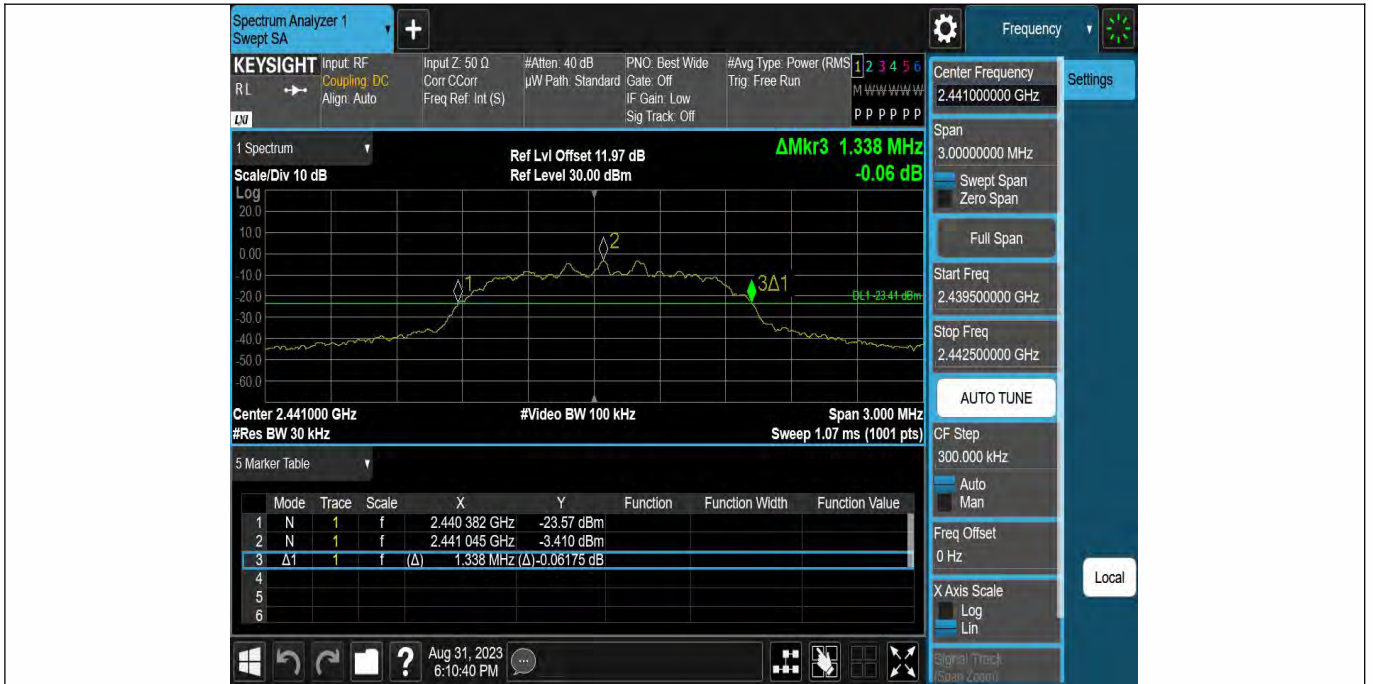 Spectrum Analyzer 1
Swept SA
+
Frequency
KEYSIGHT
Input: RF
Input Z: 50 Ω
#Atten: 40 dB
PNO: Best Wide
#Avg Type: Power (RMS
1 2 3 4 5 6
R L
Coupling: DC
Corr CCorr
µW Path: Standard
Gate: Off
Trig: Free Run
M W W W W W
Align: Auto
Freq Ref: Int (S)
IF Gain: Low
Sig Track: Off
P P P P P P
LXI
Center Frequency
2.441000000 GHz
Settings
1 Spectrum
Ref Lvl Offset 11.97 dB
ΔMkr3 1.338 MHz
Scale/Div 10 dB
Ref Level 30.00 dBm
-0.06 dB
Log
20.0
10.0
0.00
-10.0
-20.0
-30.0
-40.0
-50.0
-60.0
1
2
3Δ1
DL1 -23.41 dBm
Center 2.441000 GHz
#Video BW 100 kHz
Span 3.000 MHz
#Res BW 30 kHz
Sweep 1.07 ms (1001 pts)
Span
3.00000000 MHz
Swept Span
Zero Span
Full Span
Start Freq
2.439500000 GHz
Stop Freq
2.442500000 GHz
AUTO TUNE
CF Step
300.000 kHz
Auto
Man
Freq Offset
0 Hz
X Axis Scale
Log
Lin
Signal Track
(Span Zoom)
Local
5 Marker Table
Mode Trace Scale X Y Function Function Width Function Value
1 N 1 f 2.440 382 GHz -23.57 dBm
2 N 1 f 2.441 045 GHz -3.410 dBm
3 Δ1 1 f (Δ) 1.338 MHz (Δ) -0.06175 dB
4
5
6
?
Aug 31, 2023
6:10:40 PM